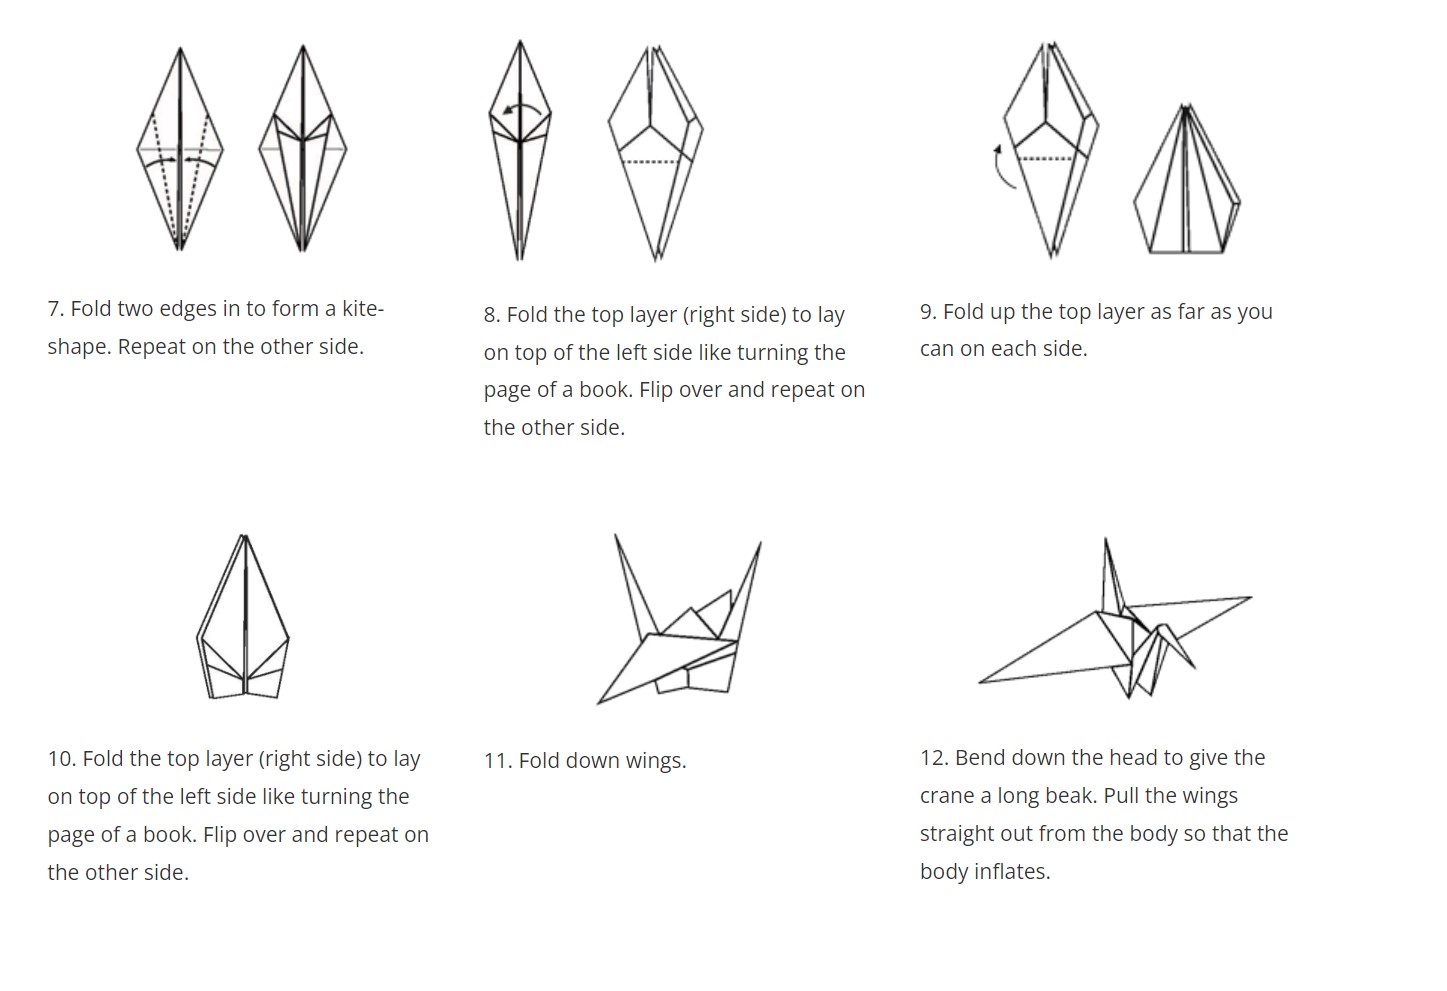 7. Fold two edges in to form a kite-
shape. Repeat on the other side.
8. Fold the top layer (right side) to lay
on top of the left side like turning the
page of a book. Flip over and repeat on
the other side.
9. Fold up the top layer as far as you
can on each side.
10. Fold the top layer (right side) to lay
on top of the left side like turning the
page of a book. Flip over and repeat on
the other side.
11. Fold down wings.
12. Bend down the head to give the
crane a long beak. Pull the wings
straight out from the body so that the
body inflates.